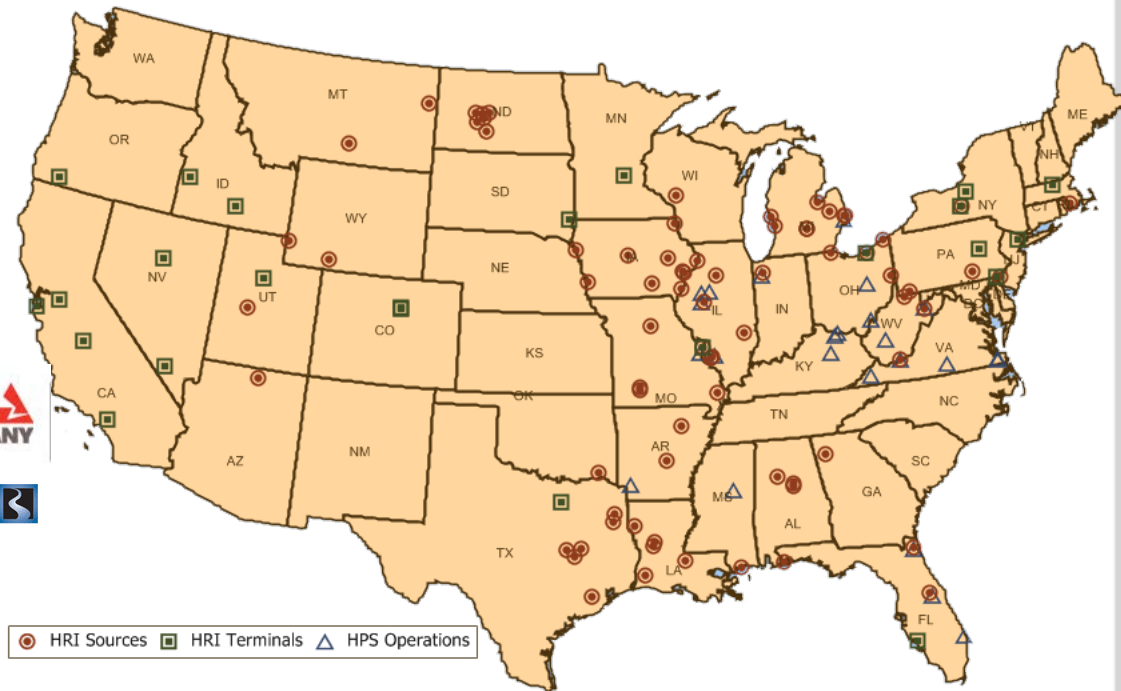 WA
MT
ND
MN
ME
VT
NH
OR
ID
SD
WI
NY
WY
CT
NV
UT
NE
IA
PA
NJ
OH
MD
DC
DE
IL
IN
CO
WV
CA
KS
KY
VA
MO
OK
TN
NC
AZ
NM
AR
SC
MS
AL
GA
TX
LA
FL
ANY
HRI Sources HRI Terminals HPS Operations